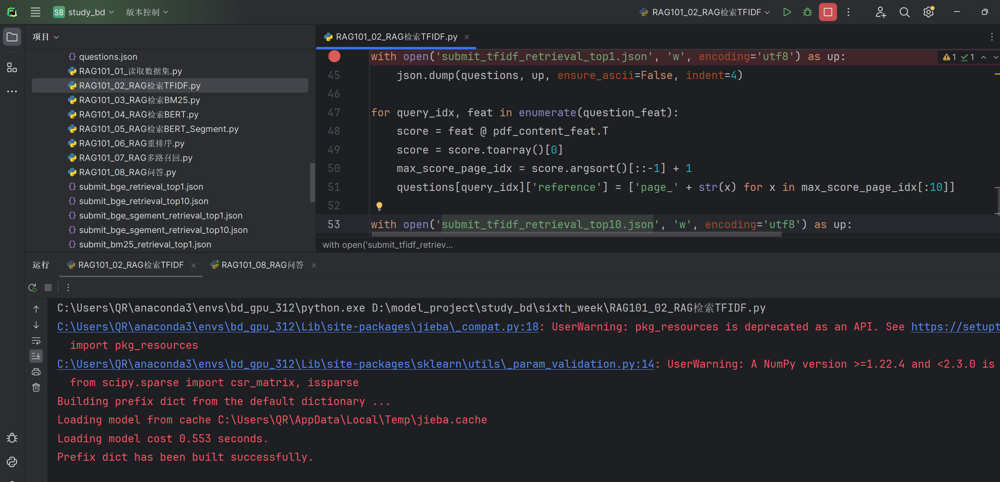 PC
SB study_bd 版本控制 RAG101_02_RAG检索TFIDF
项目
RAG101_02_RAG检索TFIDF.py
questions.json
RAG101_01_读取数据集.py
RAG101_02_RAG检索TFIDF.py
RAG101_03_RAG检索BM25.py
RAG101_04_RAG检索BERT.py
RAG101_05_RAG检索BERT_Segment.py
RAG101_06_RAG重排序.py
RAG101_07_RAG多路召回.py
RAG101_08_RAG问答.py
submit_bge_retrieval_top1.json
submit_bge_retrieval_top10.json
submit_bge_sgement_retrieval_top1.json
submit_bge_sgement_retrieval_top10.json
submit_bm25_retrieval_top1.json
with open('submit_tfidf_retrieval_top1.json', 'w', encoding='utf8') as up:
1 1
45 json.dump(questions, up, ensure_ascii=False, indent=4)
46
47 for query_idx, feat in enumerate(question_feat):
48 score = feat @ pdf_content_feat.T
49 score = score.toarray()[0]
50 max_score_page_idx = score.argsort()[::-1] + 1
51 questions[query_idx]['reference'] = ['page_' + str(x) for x in max_score_page_idx[:10]]
52
53 with open('submit_tfidf_retrieval_top10.json', 'w', encoding='utf8') as up:
with open('submit_tfidf_retriev...
运行 RAG101_02_RAG检索TFIDF RAG101_08_RAG问答
C:\Users\QR\anaconda3\envs\bd_gpu_312\python.exe D:\model_project\study_bd\sixth_week\RAG101_02_RAG检索TFIDF.py
C:\Users\QR\anaconda3\envs\bd_gpu_312\Lib\site-packages\jieba\_compat.py:18: UserWarning: pkg_resources is deprecated as an API. See https://setupt
import pkg_resources
C:\Users\QR\anaconda3\envs\bd_gpu_312\Lib\site-packages\sklearn\utils\_param_validation.py:14: UserWarning: A NumPy version >=1.22.4 and <2.3.0 is
from scipy.sparse import csr_matrix, issparse
Building prefix dict from the default dictionary ...
Loading model from cache C:\Users\QR\AppData\Local\Temp\jieba.cache
Loading model cost 0.553 seconds.
Prefix dict has been built successfully.